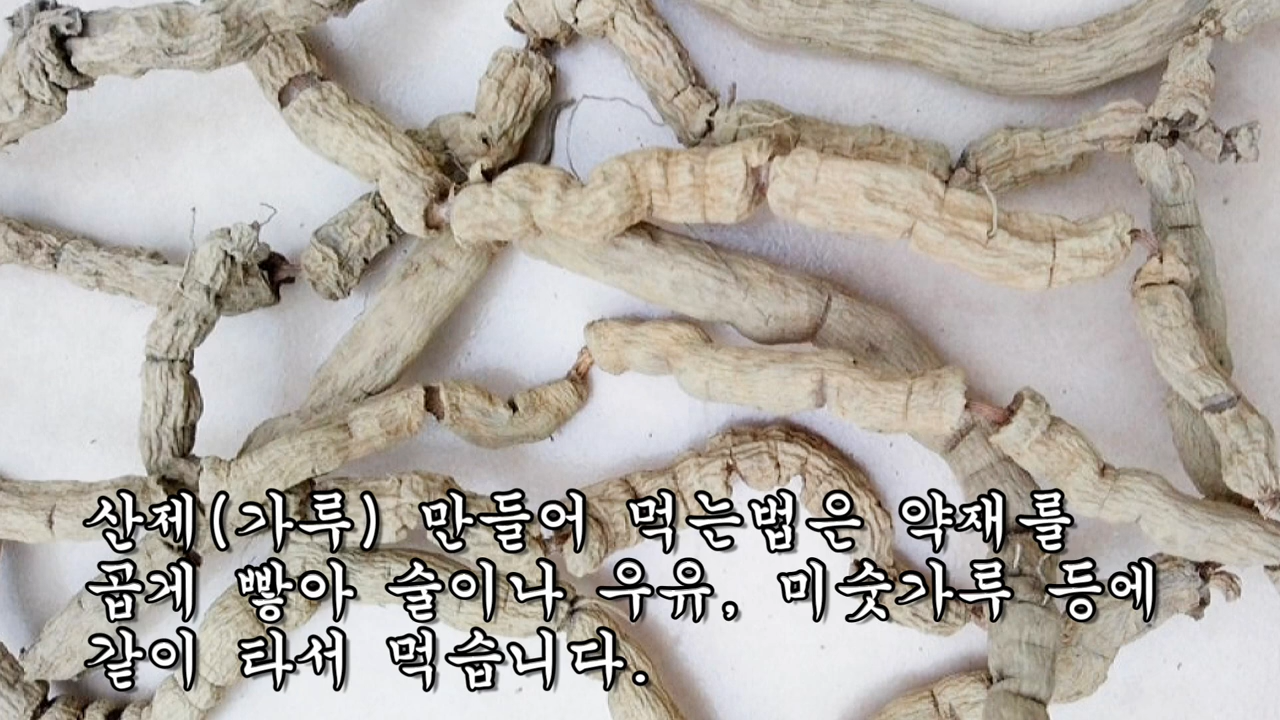 산제(가루) 만들어 먹는법은 약재를
곱게 빻아 술이나 우유, 미숫가루 등에
같이 타서 먹습니다.